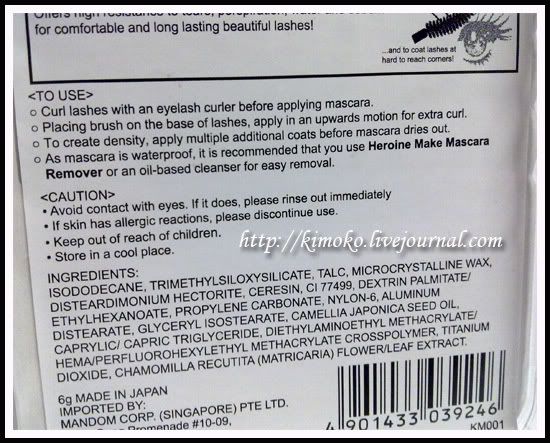 Offers high resistance to tears, perspiration, water and
for comfortable and long lasting beautiful lashes!
...and to coat lashes at
hard to reach corners!
<TO USE>
○ Curl lashes with an eyelash curler before applying mascara.
○ Placing brush on the base of lashes, apply in an upwards motion for extra curl.
○ To create density, apply multiple additional coats before mascara dries out.
○ As mascara is waterproof, it is recommended that you use Heroine Make Mascara
Remover or an oil-based cleanser for easy removal.
<CAUTION>
• Avoid contact with eyes. If it does, please rinse out immediately
• If skin has allergic reactions, please discontinue use.
• Keep out of reach of children.
• Store in a cool place.
http://kimoko.livejournal.com
INGREDIENTS:
ISODODECANE, TRIMETHYLSILOXYSILICATE, TALC, MICROCRYSTALLINE WAX,
DISTEARDIMONIUM HECTORITE, CERESIN, CI 77499, DEXTRIN PALMITATE/
ETHYLHEXANOATE, PROPYLENE CARBONATE, NYLON-6, ALUMINUM
DISTEARATE, GLYCERYL ISOSTEARATE, CAMELLIA JAPONICA SEED OIL,
CAPRYLIC/ CAPRIC TRIGLYCERIDE, DIETHYLAMINOETHYL METHACRYLATE/
HEMA/PERFLUOROHEXYLETHYL METHACRYLATE CROSSPOLYMER, TITANIUM
DIOXIDE, CHAMOMILLA RECUTITA (MATRICARIA) FLOWER/LEAF EXTRACT.
6g MADE IN JAPAN
IMPORTED BY:
MANDOM CORP. (SINGAPORE) PTE LTD.
Promenade #10-09,
4 901433 039246
KM001